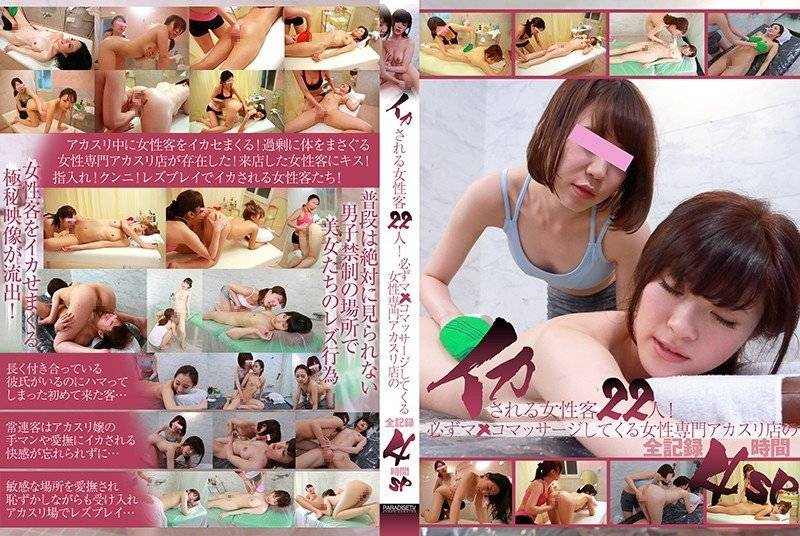 アカスリ中に女性客をイカセまくる！過剰に体をまさぐる
女性専門アカスリ店が存在した！来店した女性客にキス！
指入れ！クンニ！レズプレイでイカされる女性客たち！
普段は絶対に見られない
男子禁制の場所で
美女たちのレズ行為
女性客をイカせまくる
極秘映像が流出！
長く付き合っている
彼氏がいるのにハマって
しまった初めて来た客…
常連客はアカスリ嬢の
手マンや愛撫にイカされる
快感が忘れられずに…
敏感な場所を愛撫され
恥ずかしながらも受け入れ
アカスリ場でレズプレイ…
イカされる女性客22人！
必ずマ×コマッサージしてくる
女性専門アカスリ店の
全記録
4時間SP
PARADISETV
イカされる女性客22人！
必ずマ×コマッサージしてくる女性専門アカスリ店の
全記録4時間SP